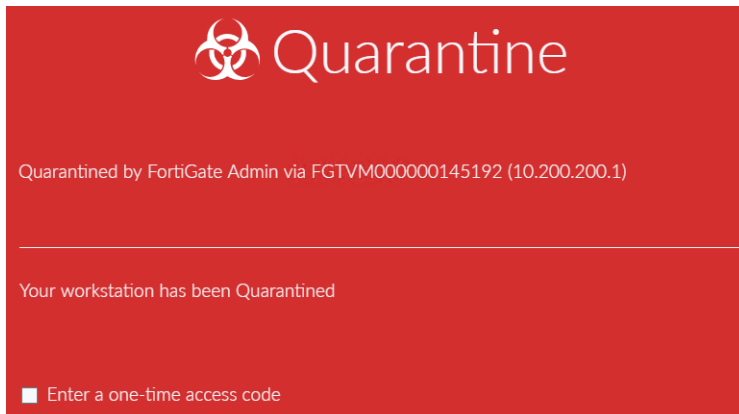 Quarantine
Quarantined by FortiGate Admin via FGTVM000000145192 (10.200.200.1)
Your workstation has been Quarantined
Enter a one-time access code